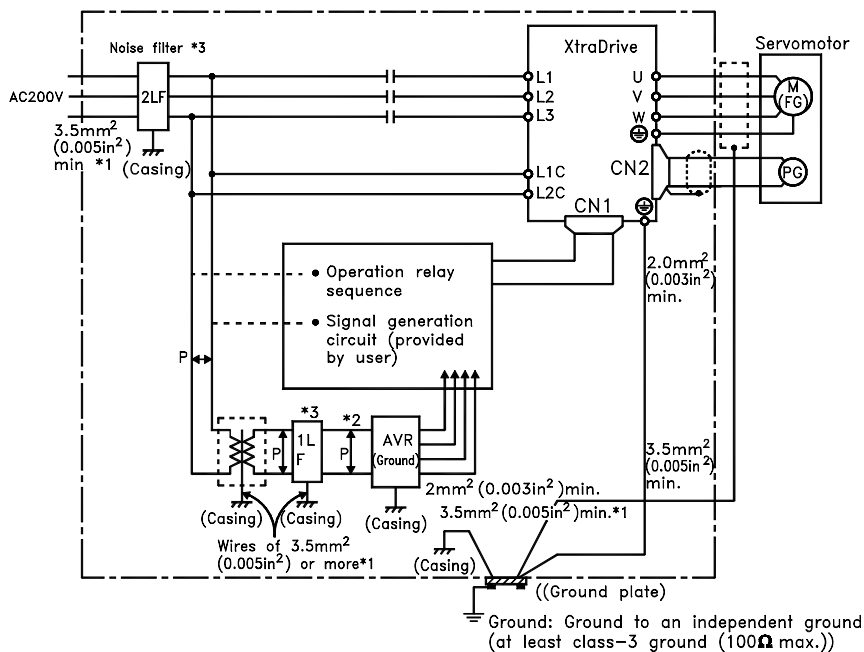 Noise filter *3
XtraDrive
Servomotor
AC200V
2LF
L1
L2
L3
U
V
W
M
(FG)
3.5mm²
(0.005in²)
min *1
(Casing)
L1C
L2C
CN2
PG
CN1
Operation relay
sequence
Signal generation
circuit (provided
by user)
2.0mm²
(0.003in²)
min.
P
*3
*2
1L
F
P
P
AVR
(Ground)
3.5mm²
(0.005in²)
min.
2mm² (0.003in²)min.
3.5mm² (0.005in²)min.*1
(Casing)
(Casing)
(Casing)
(Casing)
Wires of 3.5mm²
(0.005in²) or more*1
((Ground plate)
Ground: Ground to an independent ground
(at least class-3 ground (100Ω max.))